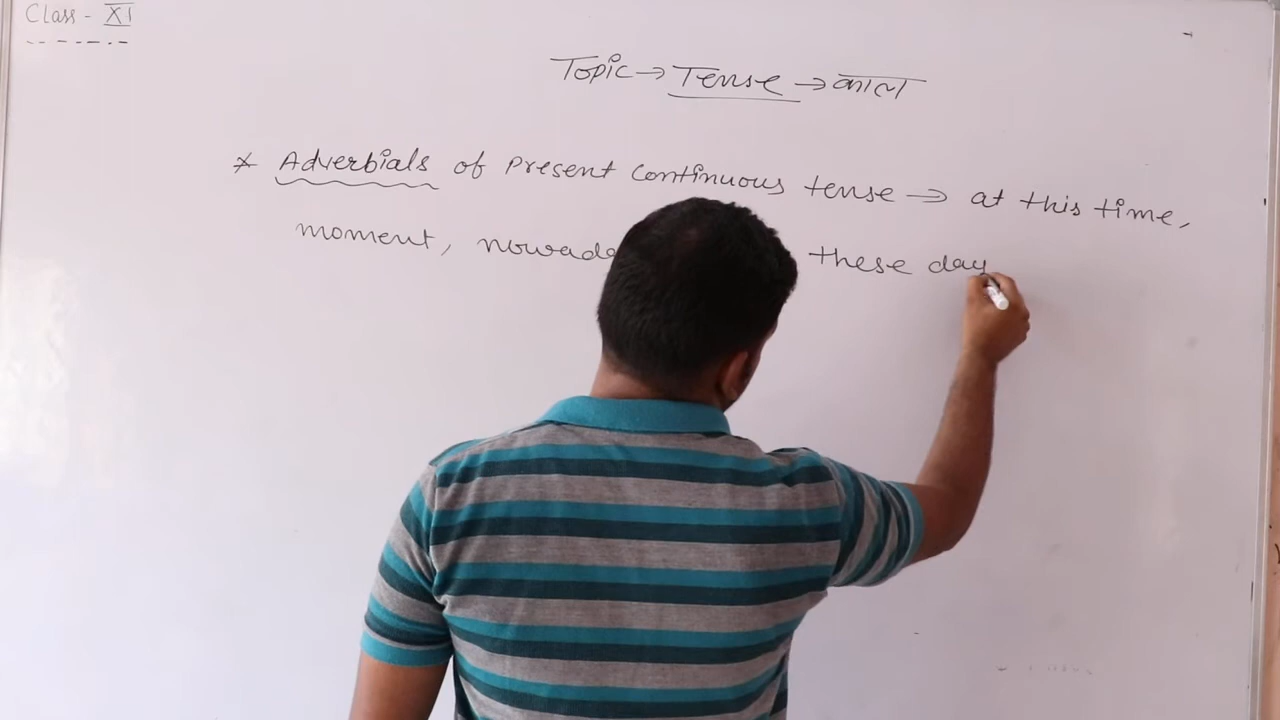 Class - XI
Topic → Tense → काल
* Adverbials of Present Continuous tense ⇒ at this time,
moment, these day